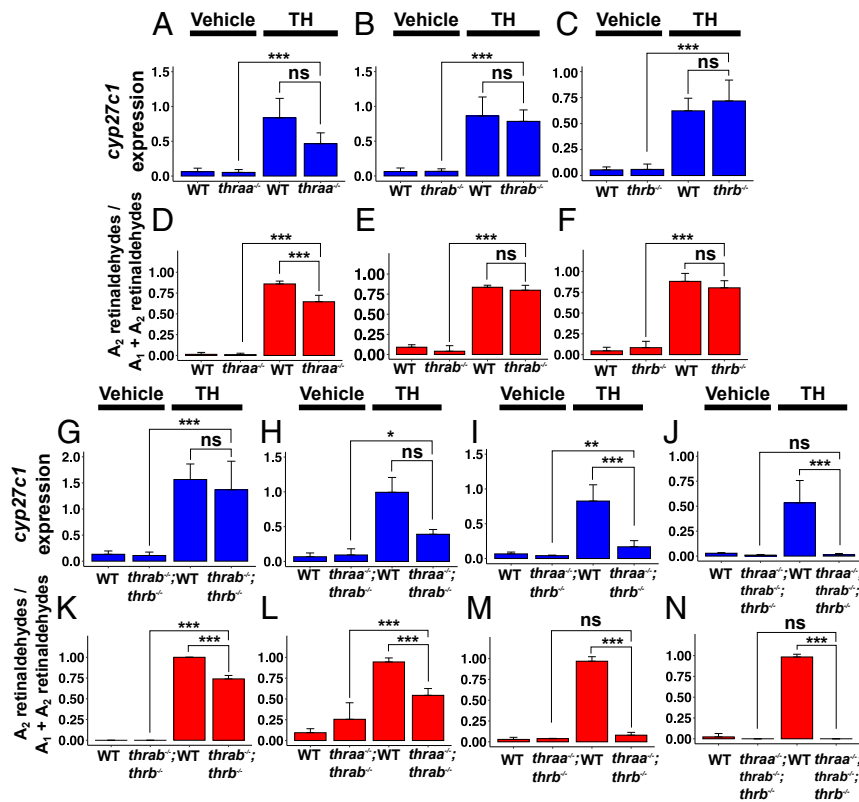 A Vehicle TH B Vehicle TH C Vehicle TH
cyp27c1
expression
*** *** ***
ns ns ns
1.5 1.5 1.00
1.0 1.0 0.75
0.5 0.5 0.50
0.25
0.0 0.0 0.00
WT thraa-/- WT thraa-/- WT thrab-/- WT thrab-/- WT thrb-/- WT thrb-/-
D E F
A2 retinaldehydes /
A1 + A2 retinaldehydes
*** *** ***
*** ns ns
1.00 1.00 1.00
0.75 0.75 0.75
0.50 0.50 0.50
0.25 0.25 0.25
0.00 0.00 0.00
WT thraa-/- WT thraa-/- WT thrab-/- WT thrab-/- WT thrb-/- WT thrb-/-
Vehicle TH Vehicle TH Vehicle TH Vehicle TH
G H I J
cyp27c1
expression
*** * ** ns
ns ns *** ***
2.0 1.5 1.5 1.00
1.5 1.0 1.0 0.75
1.0 0.5 0.5 0.50
0.5 0.25
0.0 0.0 0.0 0.00
WT thrab-/-; WT thrab-/-; WT thraa-/-; WT thraa-/-; WT thraa-/-; WT thraa-/-; WT thraa-/-; WT thraa-/-;
thrb-/- thrb-/- thrab-/- thrab-/- thrb-/- thrb-/- thrab-/-; thrab-/-;
thrb-/- thrb-/-
K L M N
A2 retinaldehydes /
A1 + A2 retinaldehydes
*** *** ns ns
*** *** *** ***
1.00 1.00 1.00 1.00
0.75 0.75 0.75 0.75
0.50 0.50 0.50 0.50
0.25 0.25 0.25 0.25
0.00 0.00 0.00 0.00
WT thrab-/-; WT thrab-/-; WT thraa-/-; WT thraa-/-; WT thraa-/-; WT thraa-/-; WT thraa-/-; WT thraa-/-;
thrb-/- thrb-/- thrab-/- thrab-/- thrb-/- thrb-/- thrab-/-; thrab-/-;
thrb-/- thrb-/-